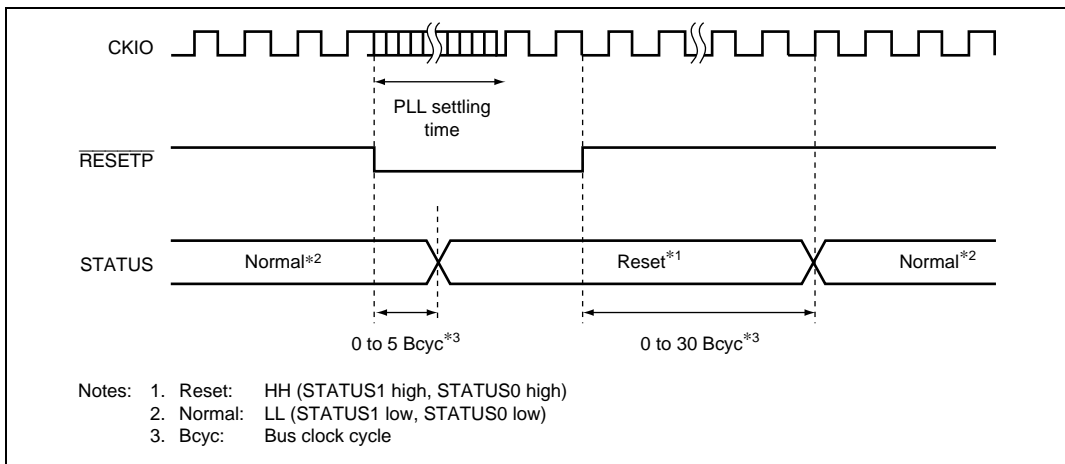 CKIO
PLL settling
time
RESETP
STATUS
Normal*2
Reset*1
Normal*2
0 to 5 Bcyc*3
0 to 30 Bcyc*3
Notes: 1. Reset: HH (STATUS1 high, STATUS0 high)
2. Normal: LL (STATUS1 low, STATUS0 low)
3. Bcyc: Bus clock cycle